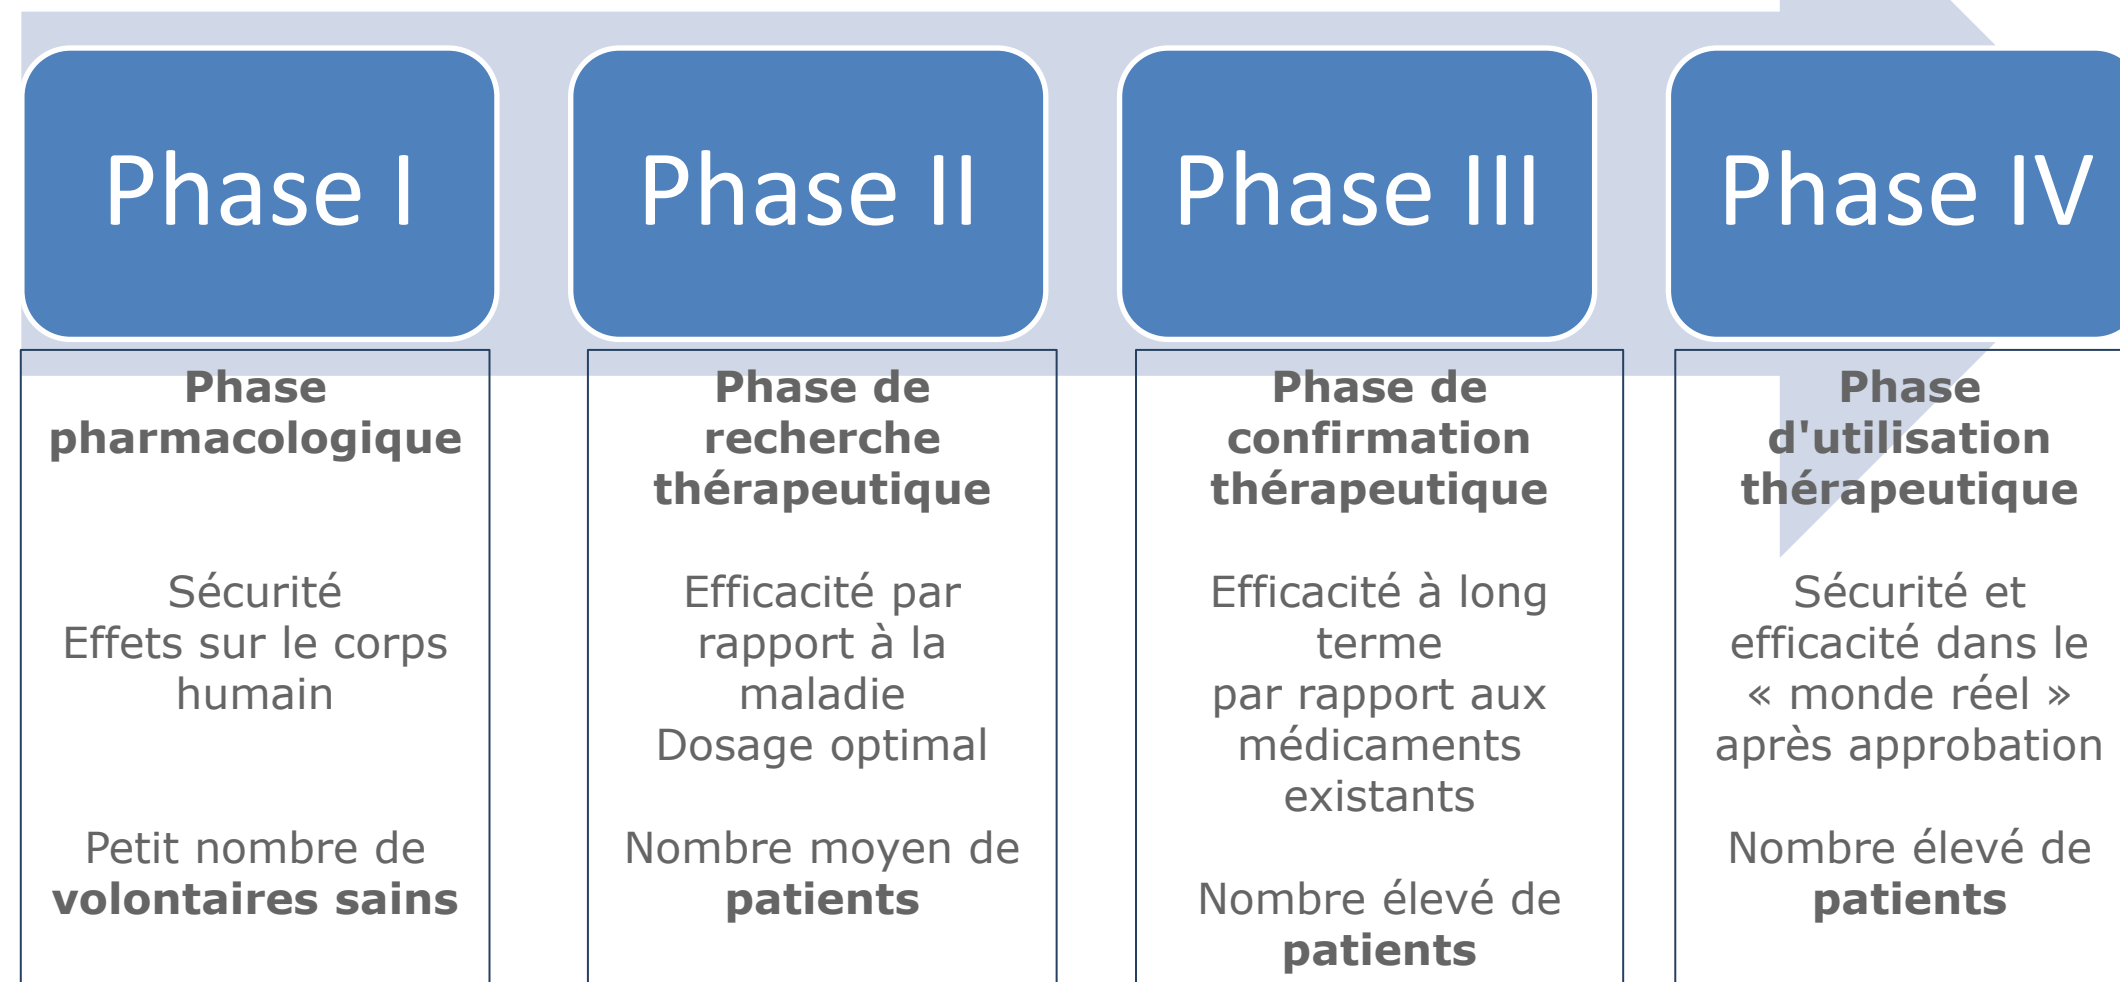 Phase I
Phase II
Phase III
Phase IV
Phase
pharmacologique
Sécurité
Effets sur le corps
humain
Petit nombre de
volontaires sains
Phase de
recherche
thérapeutique
Efficacité par
rapport à la
maladie
Dosage optimal
Nombre moyen de
patients
Phase de
confirmation
thérapeutique
Efficacité à long
terme
par rapport aux
médicaments
existants
Nombre élevé de
patients
Phase
d'utilisation
thérapeutique
Sécurité et
efficacité dans le
« monde réel »
après approbation
Nombre élevé de
patients